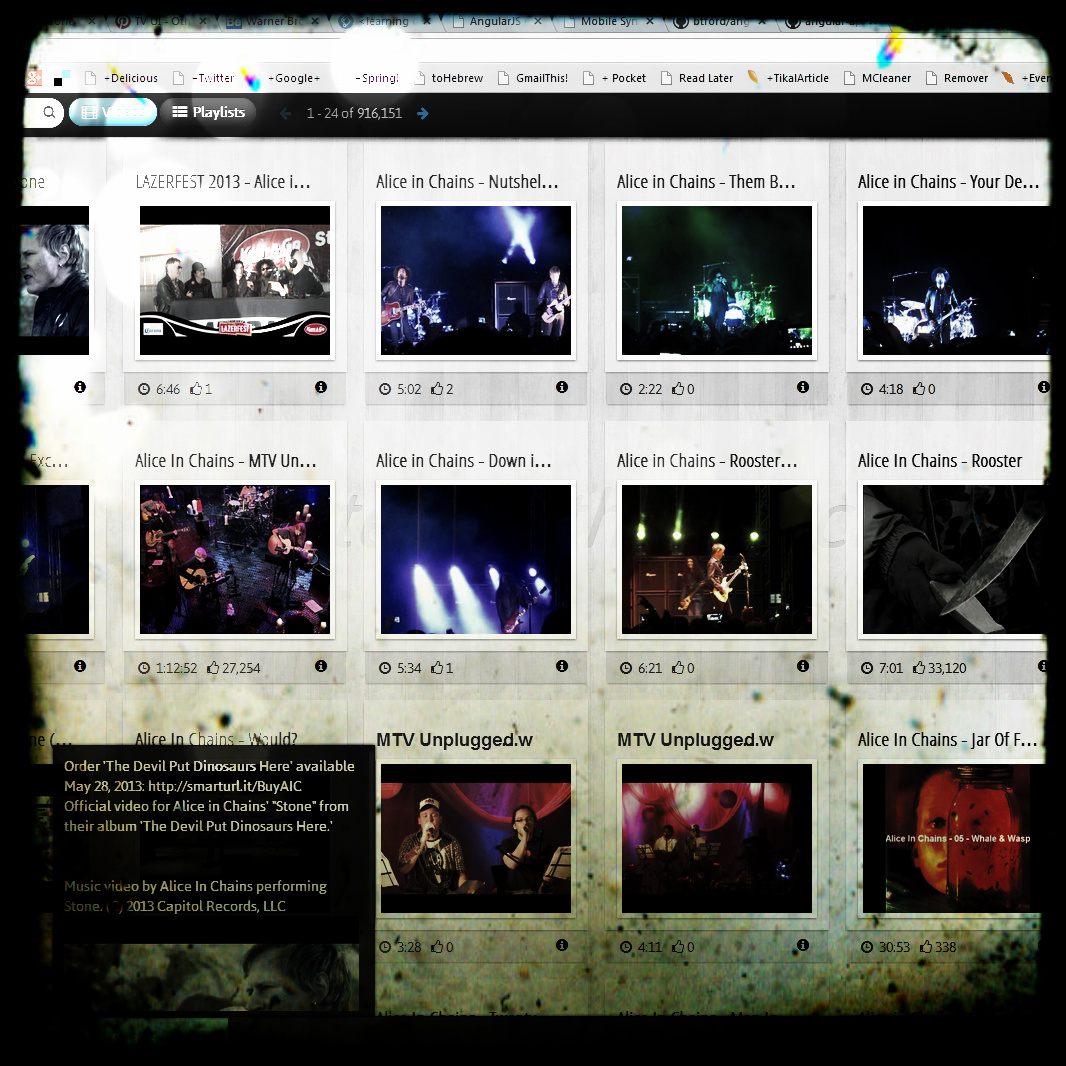 TV UI - Oth
Warner Br
<learning
AngularJS
Mobile Syn
btford/ang
angular
+Delicious
+Twitter
+Google+
+Spring!
toHebrew
GmailThis!
+ Pocket
Read Later
+TikalArticle
MCleaner
Remover
+Ever
Playlists
1 - 24 of 916,151
one
LAZERFEST 2013 - Alice i...
Alice in Chains - Nutshel...
Alice in Chains - Them B...
Alice in Chains - Your De...
LAZERFEST
6:46 1
5:02 2
2:22 0
4:18 0
Exc...
Alice In Chains - MTV Un...
Alice in Chains - Down i...
Alice in Chains - Rooster...
Alice In Chains - Rooster
1:12:52 27,254
5:34 1
6:21 0
7:01 33,120
ne (...
Alice In Chains - Would?
MTV Unplugged.w
MTV Unplugged.w
Alice In Chains - Jar Of F...
Order 'The Devil Put Dinosaurs Here' available
May 28, 2013: http://smarturl.it/BuyAIC
Official video for Alice in Chains' "Stone" from
their album 'The Devil Put Dinosaurs Here.'
Music video by Alice In Chains performing
Stone. 2013 Capitol Records, LLC
Alice In Chains - 05 - Whale & Wasp
3:28 0
4:11 0
30:53 338